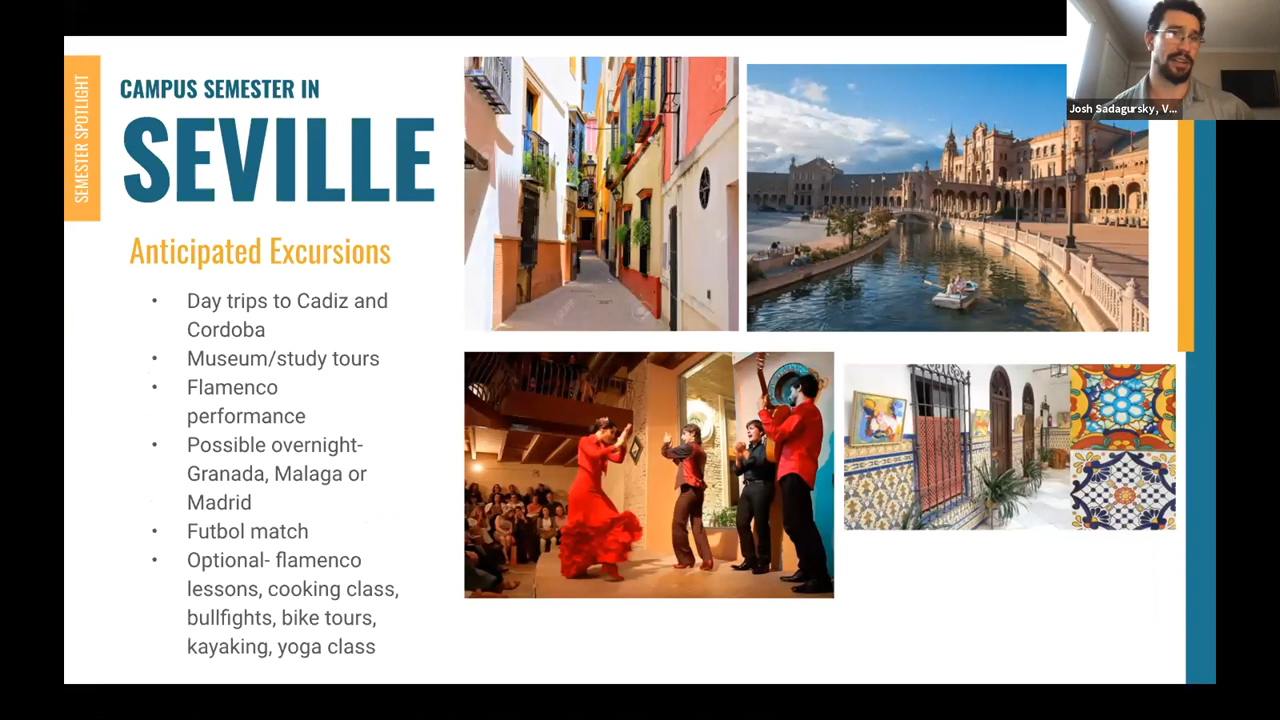 SEMESTER SPOTLIGHT
CAMPUS SEMESTER IN
SEVILLE
Anticipated Excursions
• Day trips to Cadiz and
Cordoba
• Museum/study tours
• Flamenco
performance
• Possible overnight-
Granada, Malaga or
Madrid
• Futbol match
• Optional- flamenco
lessons, cooking class,
bullfights, bike tours,
kayaking, yoga class
Josh Sadagursky, V...